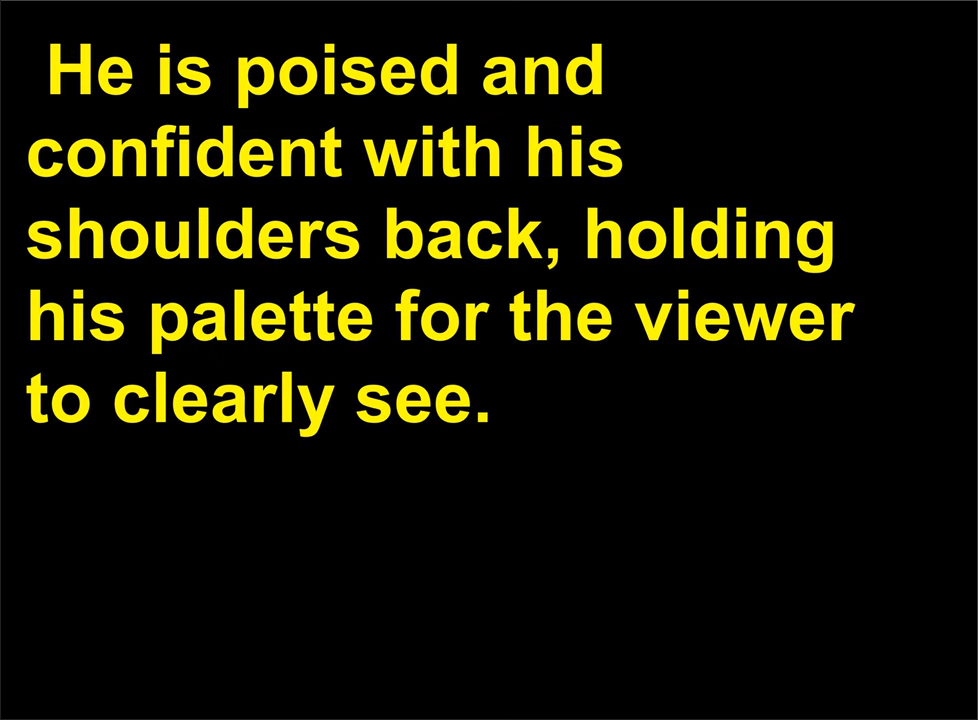 He is poised and
confident with his
shoulders back, holding
his palette for the viewer
to clearly see.